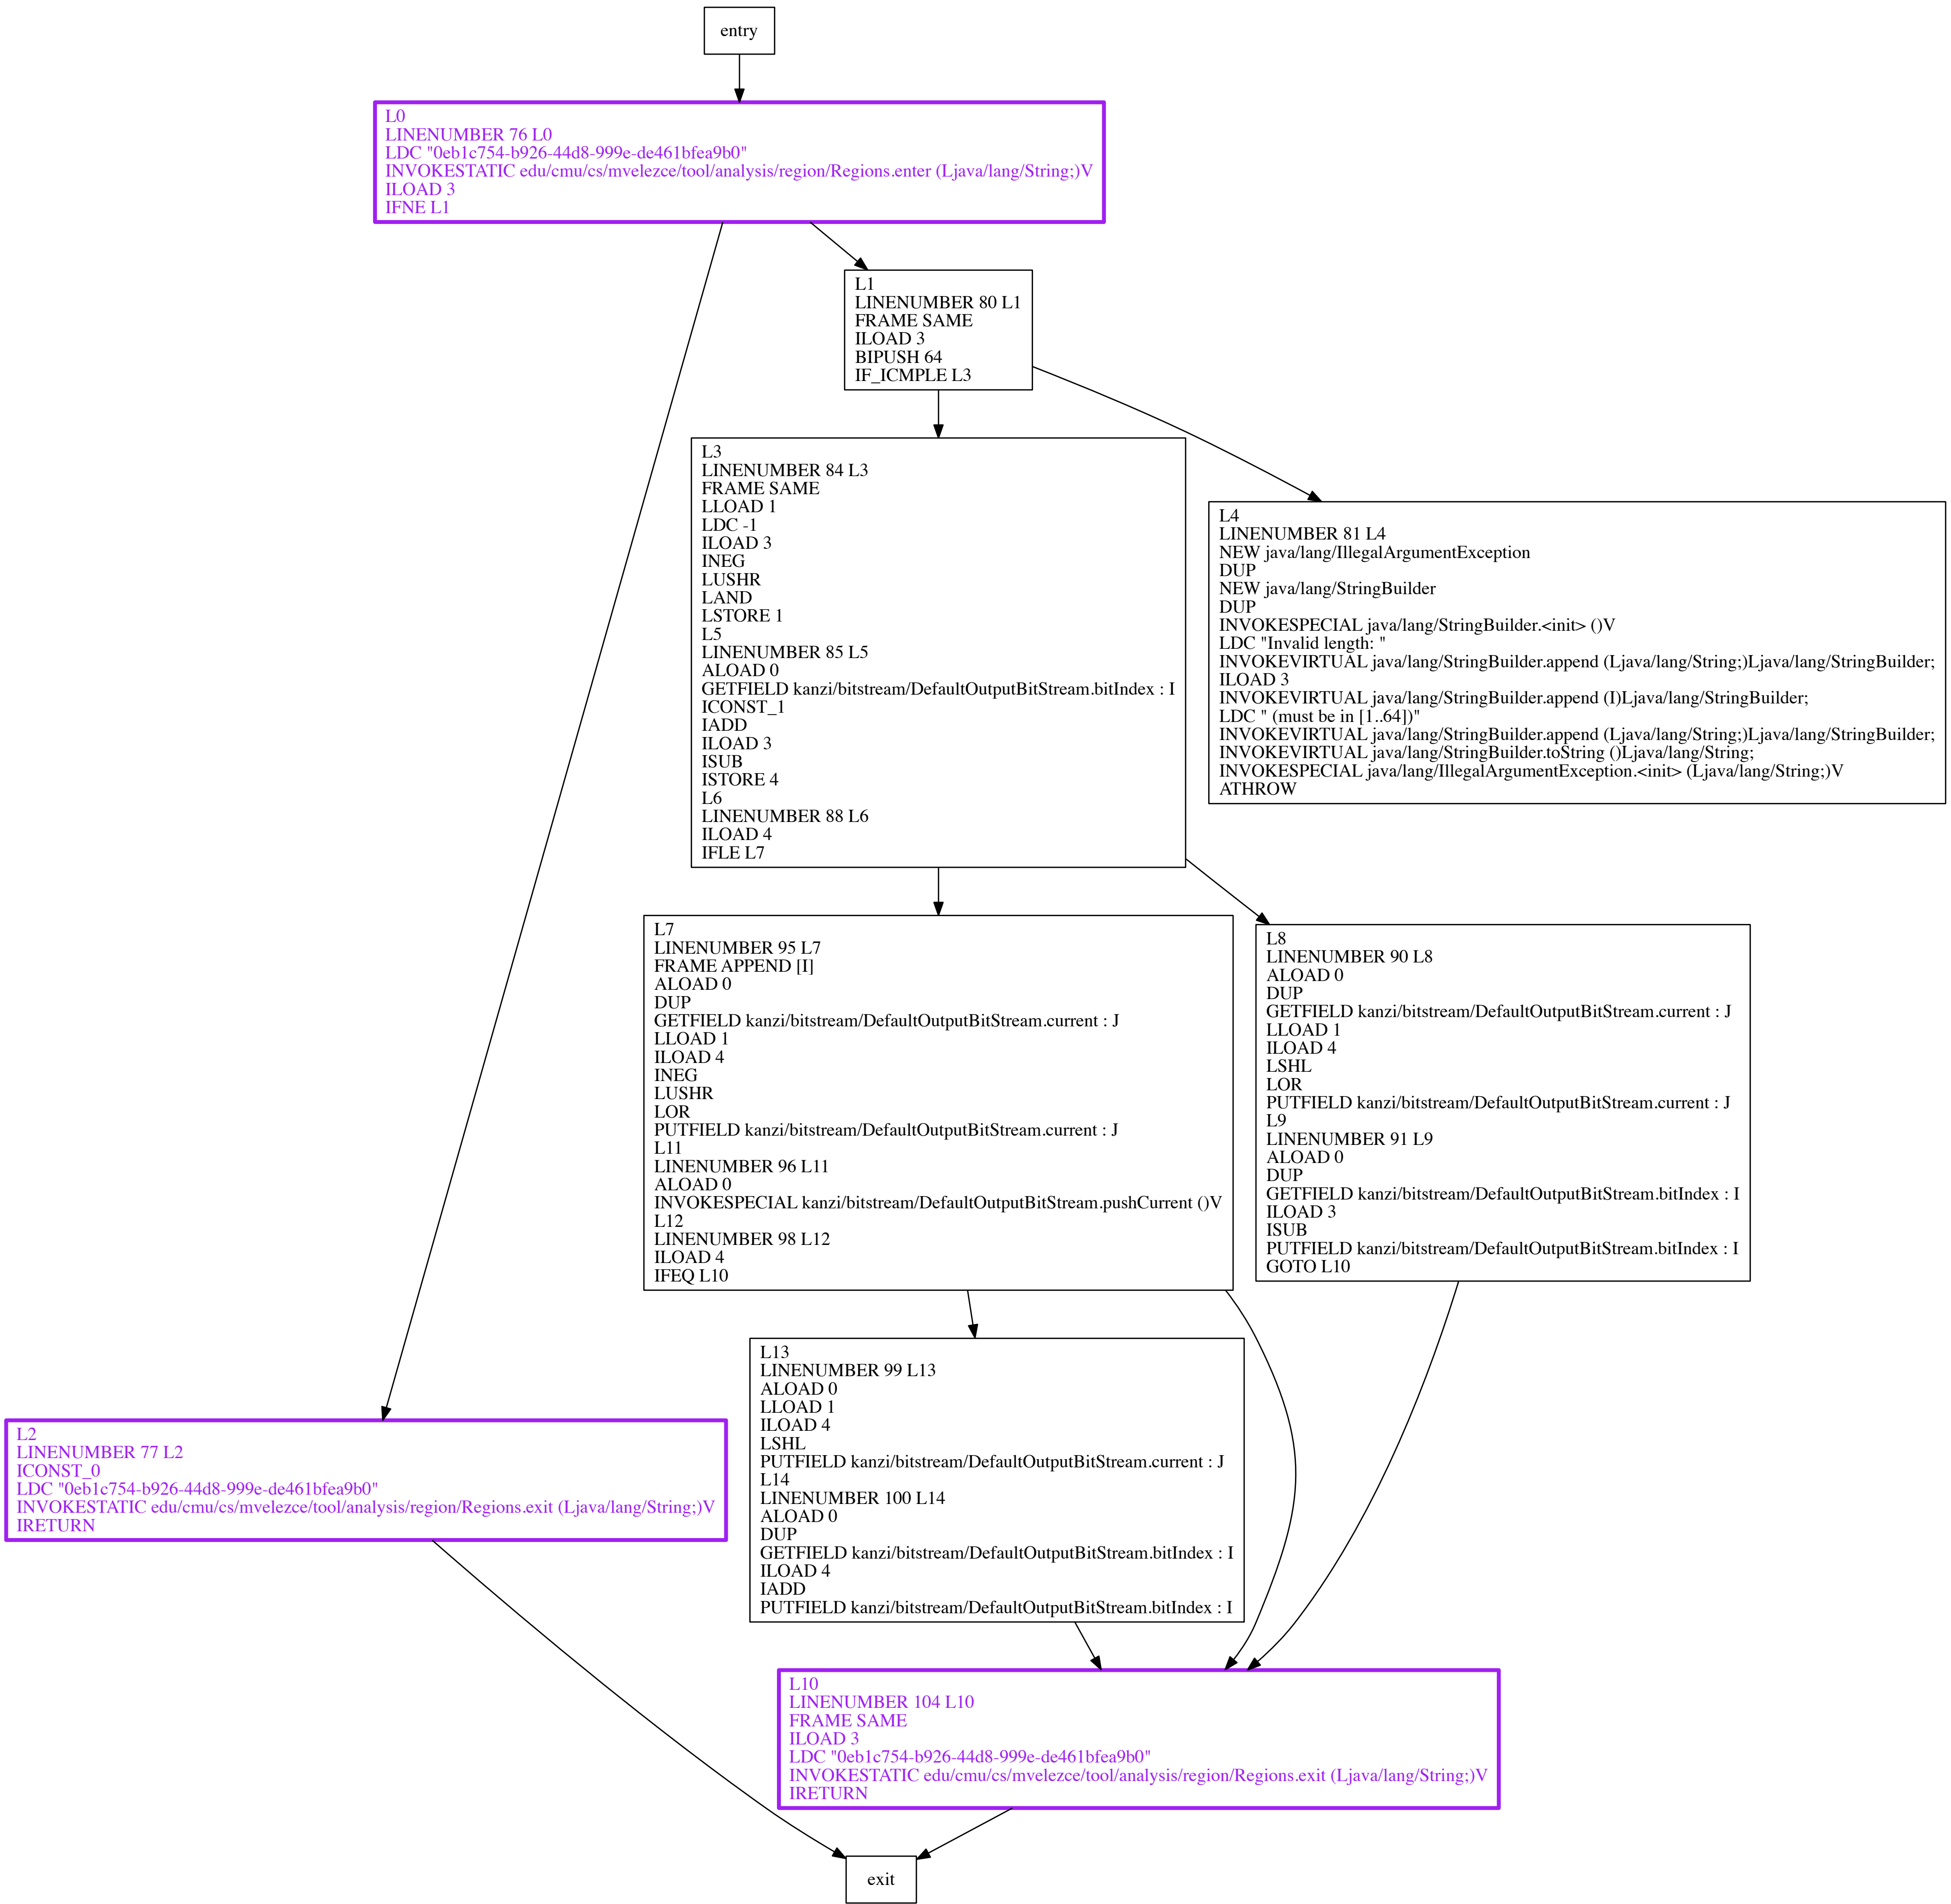 entry
L0
LINENUMBER 76 L0
LDC "0eb1c754-b926-44d8-999e-de461bfea9b0"
INVOKESTATIC edu/cmu/cs/mvelezce/tool/analysis/region/Regions.enter (Ljava/lang/String;)V
ILOAD 3
IFNE L1
L1
LINENUMBER 80 L1
FRAME SAME
ILOAD 3
BIPUSH 64
IF_ICMPLE L3
L3
LINENUMBER 84 L3
FRAME SAME
LLOAD 1
LDC -1
ILOAD 3
INEG
LUSHR
LAND
LSTORE 1
L5
LINENUMBER 85 L5
ALOAD 0
GETFIELD kanzi/bitstream/DefaultOutputBitStream.bitIndex : I
ICONST_1
IADD
ILOAD 3
ISUB
ISTORE 4
L6
LINENUMBER 88 L6
ILOAD 4
IFLE L7
L4
LINENUMBER 81 L4
NEW java/lang/IllegalArgumentException
DUP
NEW java/lang/StringBuilder
DUP
INVOKESPECIAL java/lang/StringBuilder.<init> ()V
LDC "Invalid length: "
INVOKEVIRTUAL java/lang/StringBuilder.append (Ljava/lang/String;)Ljava/lang/StringBuilder;
ILOAD 3
INVOKEVIRTUAL java/lang/StringBuilder.append (I)Ljava/lang/StringBuilder;
LDC " (must be in [1..64])"
INVOKEVIRTUAL java/lang/StringBuilder.append (Ljava/lang/String;)Ljava/lang/StringBuilder;
INVOKEVIRTUAL java/lang/StringBuilder.toString ()Ljava/lang/String;
INVOKESPECIAL java/lang/IllegalArgumentException.<init> (Ljava/lang/String;)V
ATHROW
L7
LINENUMBER 95 L7
FRAME APPEND [I]
ALOAD 0
DUP
GETFIELD kanzi/bitstream/DefaultOutputBitStream.current : J
LLOAD 1
ILOAD 4
INEG
LUSHR
LOR
PUTFIELD kanzi/bitstream/DefaultOutputBitStream.current : J
L11
LINENUMBER 96 L11
ALOAD 0
INVOKESPECIAL kanzi/bitstream/DefaultOutputBitStream.pushCurrent ()V
L12
LINENUMBER 98 L12
ILOAD 4
IFEQ L10
L8
LINENUMBER 90 L8
ALOAD 0
DUP
GETFIELD kanzi/bitstream/DefaultOutputBitStream.current : J
LLOAD 1
ILOAD 4
LSHL
LOR
PUTFIELD kanzi/bitstream/DefaultOutputBitStream.current : J
L9
LINENUMBER 91 L9
ALOAD 0
DUP
GETFIELD kanzi/bitstream/DefaultOutputBitStream.bitIndex : I
ILOAD 3
ISUB
PUTFIELD kanzi/bitstream/DefaultOutputBitStream.bitIndex : I
GOTO L10
L13
LINENUMBER 99 L13
ALOAD 0
LLOAD 1
ILOAD 4
LSHL
PUTFIELD kanzi/bitstream/DefaultOutputBitStream.current : J
L14
LINENUMBER 100 L14
ALOAD 0
DUP
GETFIELD kanzi/bitstream/DefaultOutputBitStream.bitIndex : I
ILOAD 4
IADD
PUTFIELD kanzi/bitstream/DefaultOutputBitStream.bitIndex : I
L2
LINENUMBER 77 L2
ICONST_0
LDC "0eb1c754-b926-44d8-999e-de461bfea9b0"
INVOKESTATIC edu/cmu/cs/mvelezce/tool/analysis/region/Regions.exit (Ljava/lang/String;)V
IRETURN
L10
LINENUMBER 104 L10
FRAME SAME
ILOAD 3
LDC "0eb1c754-b926-44d8-999e-de461bfea9b0"
INVOKESTATIC edu/cmu/cs/mvelezce/tool/analysis/region/Regions.exit (Ljava/lang/String;)V
IRETURN
exit